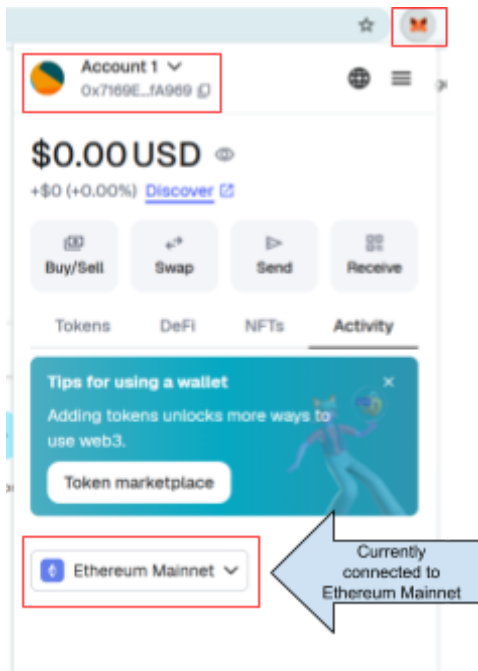 Account 1
0x7169E...fA969
$0.00 USD
+$0 (+0.00%) Discover
Buy/Sell
Swap
Send
Receive
Tokens
DeFi
NFTs
Activity
Tips for using a wallet
Adding tokens unlocks more ways to
use web3.
Token marketplace
Ethereum Mainnet
Currently
connected to
Ethereum Mainnet